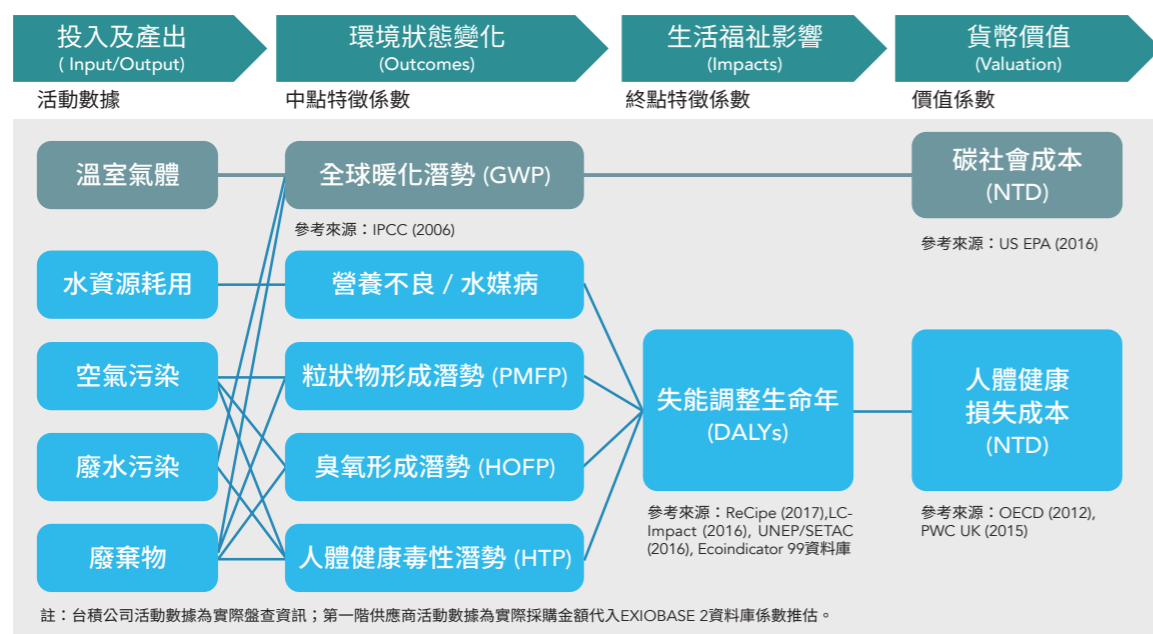 投入及產出
( Input/Output)
環境狀態變化
(Outcomes)
生活福祉影響
(Impacts)
貨幣價值
(Valuation)
活動數據
中點特徵係數
終點特徵係數
價值係數
溫室氣體
全球暖化潛勢 (GWP)
碳社會成本
(NTD)
參考來源：IPCC (2006)
參考來源：US EPA (2016)
水資源耗用
營養不良 / 水媒病
空氣污染
粒狀物形成潛勢 (PMFP)
失能調整生命年
(DALYs)
人體健康
損失成本
(NTD)
廢水污染
臭氧形成潛勢 (HOFP)
參考來源：ReCipe (2017),LC-
Impact (2016), UNEP/SETAC
(2016), Ecoindicator 99資料庫
參考來源：OECD (2012),
PWC UK (2015)
廢棄物
人體健康毒性潛勢 (HTP)
註：台積公司活動數據為實際盤查資訊；第一階供應商活動數據為實際採購金額代入EXIOBASE 2資料庫係數推估。